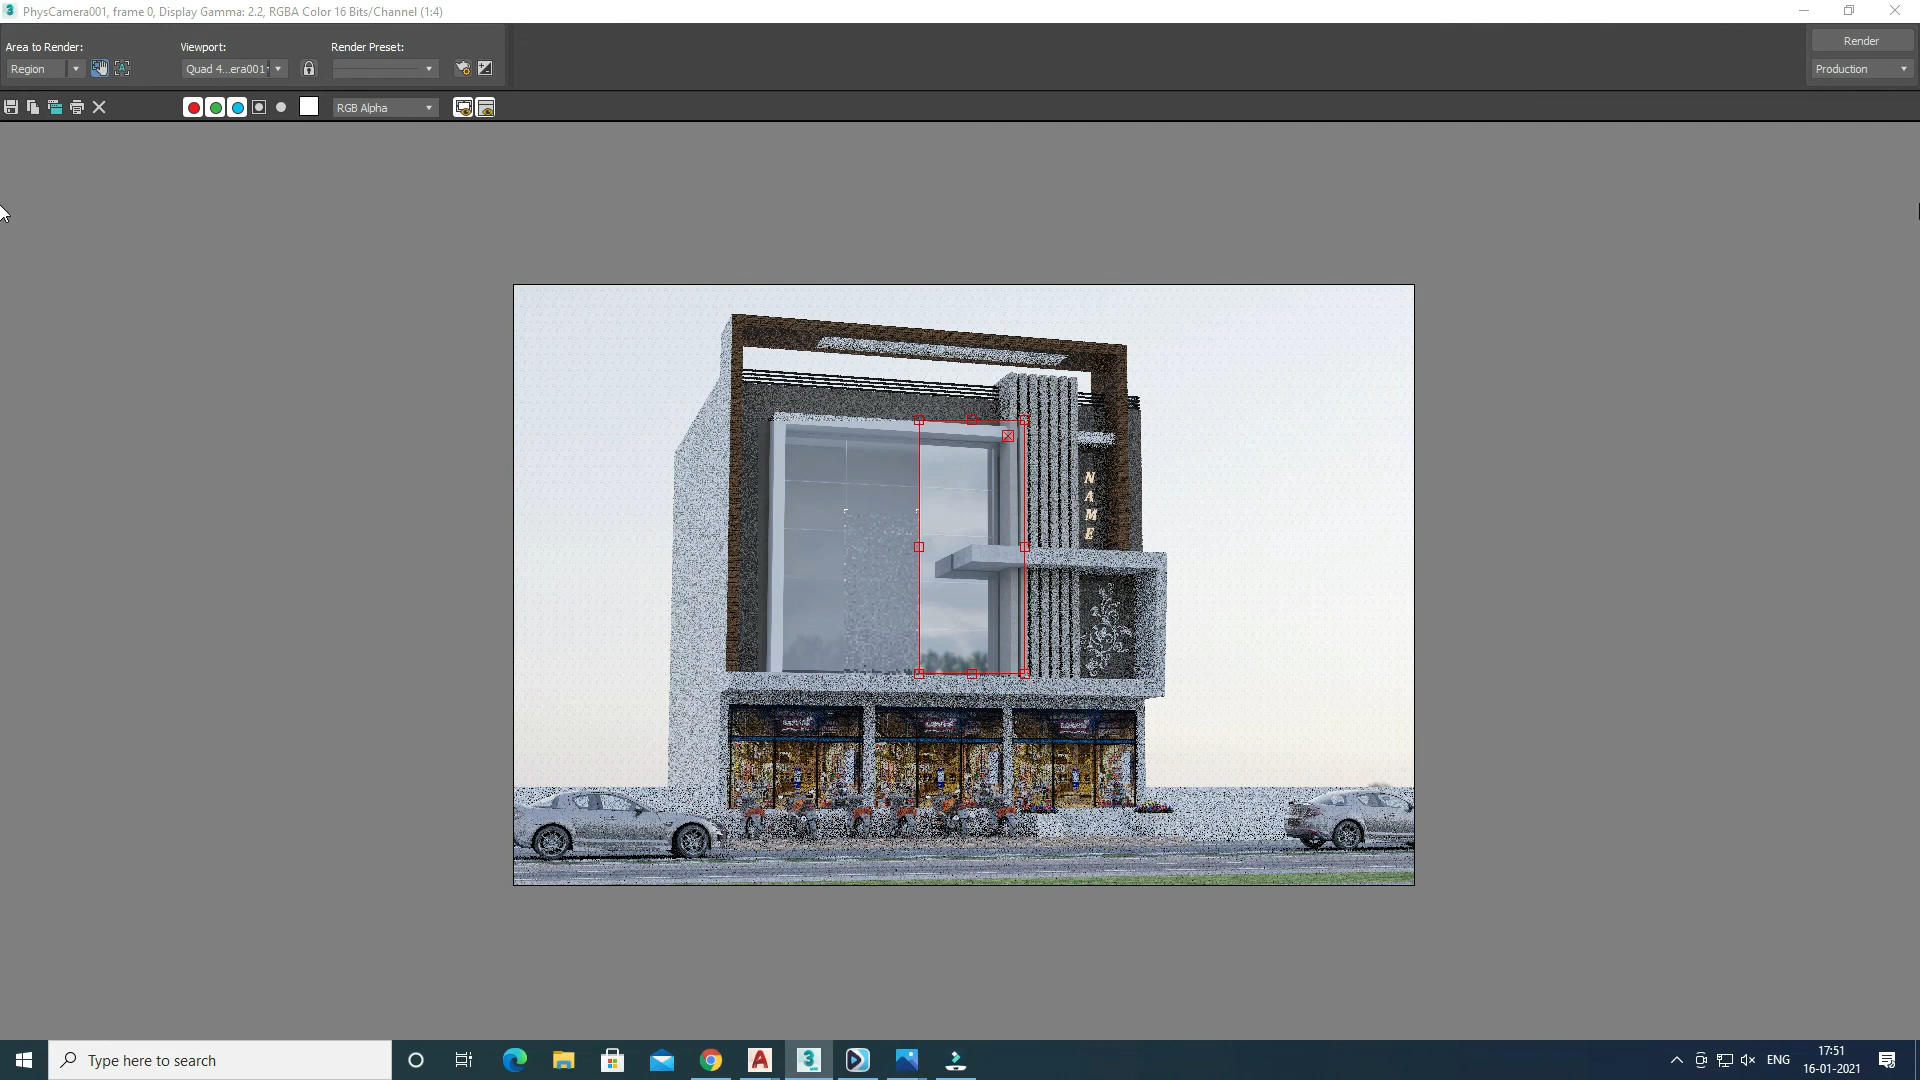 PhysCamera001, frame 0, Display Gamma: 2.2, RGBA Color 16 Bits/Channel (1:4)
Area to Render:
Viewport:
Render Preset:
Render
Region
Quad 4...era001
Production
RGB Alpha
N
A
M
E
Type here to search
ENG
17:51
16-01-2021